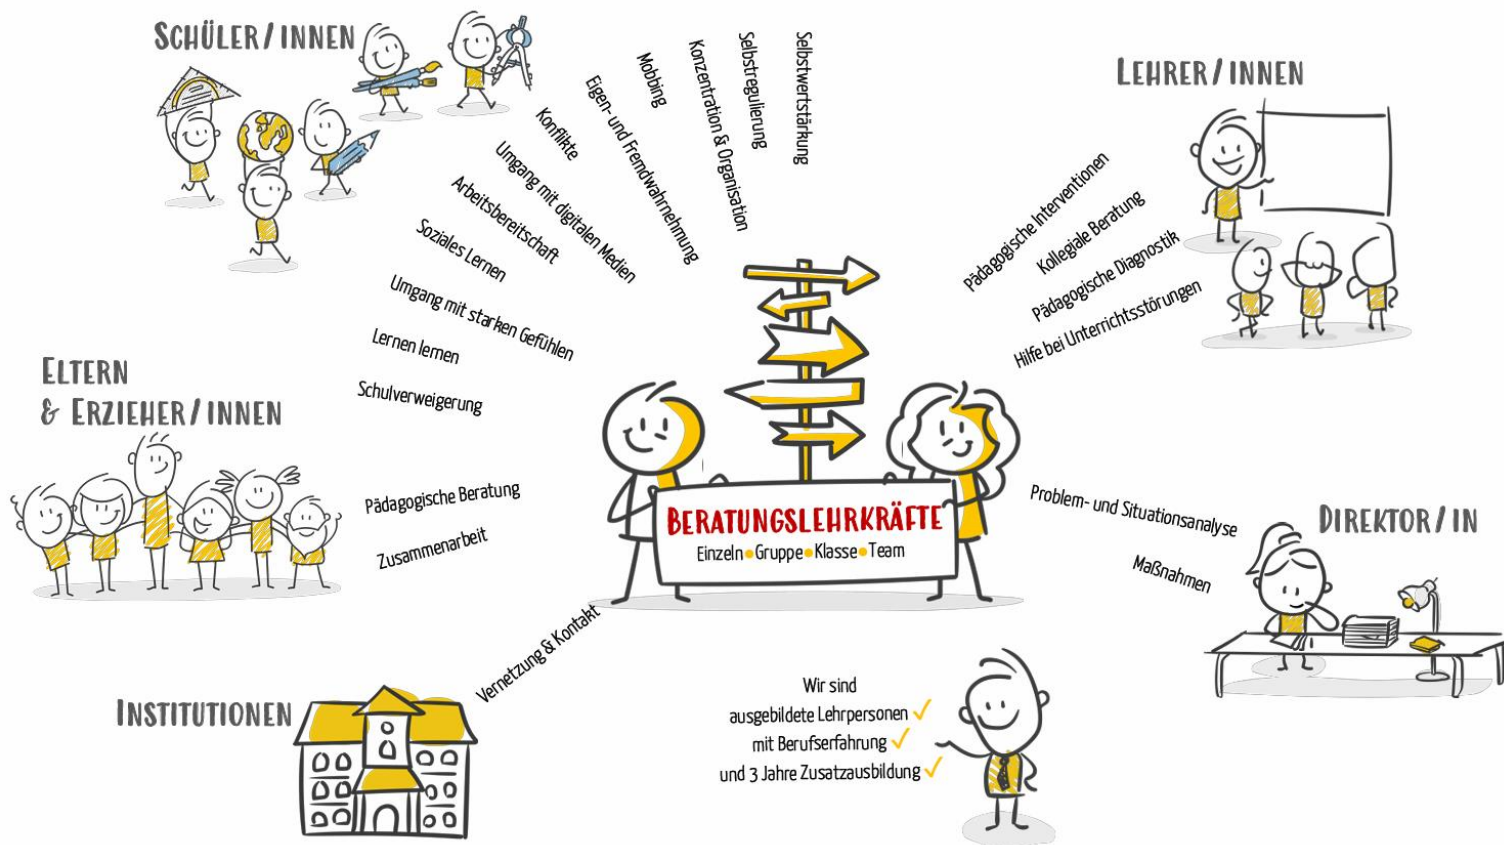 SCHÜLER/INNEN
Konflikte
Eigen- und Fremdwahrnehmung
Mobbing
Konzentration & Organisation
Selbstregulierung
Selbstwertstärkung
Umgang mit digitalen Medien
Arbeitsbereitschaft
Soziales Lernen
Umgang mit starken Gefühlen
Lernen lernen
Schulverweigerung
LEHRER/INNEN
Pädagogische Interventionen
Kollegiale Beratung
Pädagogische Diagnostik
Hilfe bei Unterrichtsstörungen
ELTERN
& ERZIEHER/INNEN
Pädagogische Beratung
Zusammenarbeit
BERATUNGSLEHRKRÄFTE
Einzeln●Gruppe●Klasse●Team
Problem- und Situationsanalyse
Maßnahmen
DIREKTOR/IN
Vernetzung & Kontakt
INSTITUTIONEN
Wir sind
ausgebildete Lehrpersonen ✓
mit Berufserfahrung ✓
und 3 Jahre Zusatzausbildung ✓